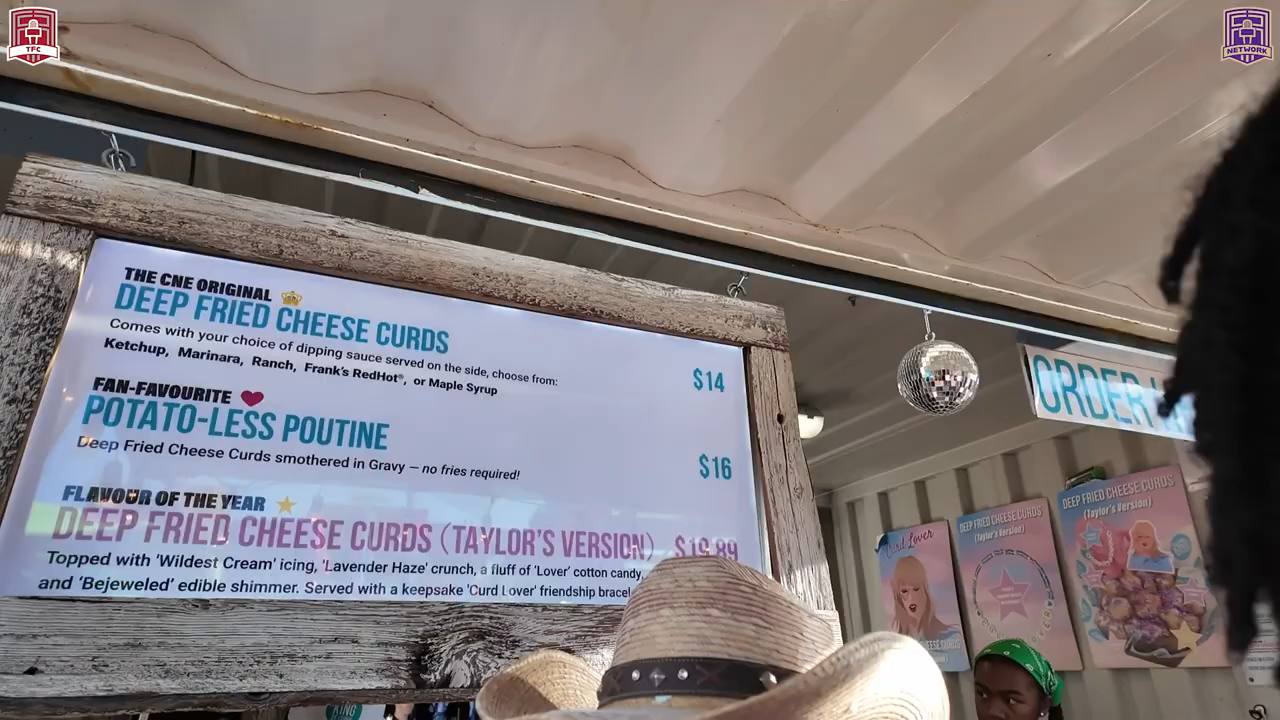 TFC
NETWORK
THE CNE ORIGINAL
DEEP FRIED CHEESE CURDS
Comes with your choice of dipping sauce served on the side, choose from:
Ketchup, Marinara, Ranch, Frank's RedHot®, or Maple Syrup
$14
FAN-FAVOURITE
POTATO-LESS POUTINE
Deep Fried Cheese Curds smothered in Gravy – no fries required!
$16
FLAVOUR OF THE YEAR
DEEP FRIED CHEESE CURDS (TAYLOR'S VERSION) $19.89
Topped with 'Wildest Cream' icing, 'Lavender Haze' crunch, a fluff of 'Lover' cotton candy,
and 'Bejeweled' edible shimmer. Served with a keepsake 'Curd Lover' friendship
ORDER
Curd Lover
CHEESE CURDS
DEEP FRIED CHEESE CURDS
(Taylor's Version)
DEEP FRIED CHEESE CURDS
(Taylor's Version)
KING